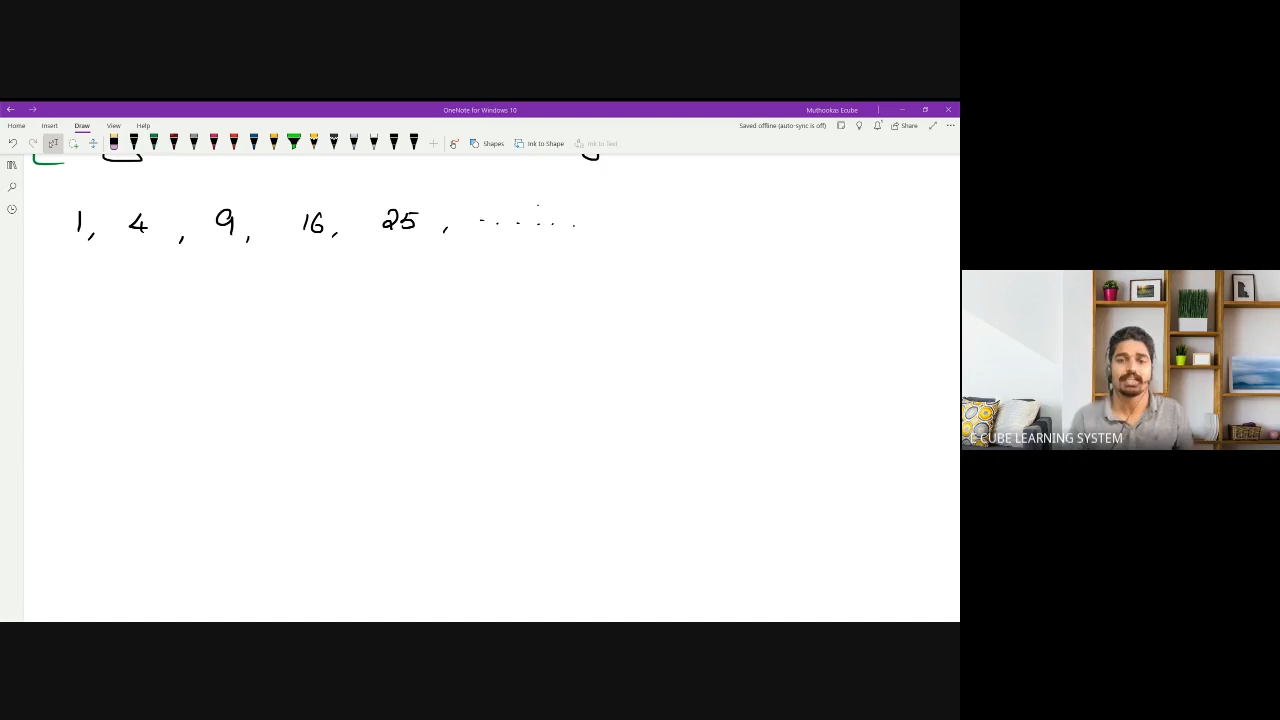 OneNote for Windows 10
Muthookas Ecube
Home Insert Draw View Help
Saved offline (auto-sync is off)
Share
Shapes
Ink to Shape
Ink to Text
1, 4, 9, 16, 25, .......
E CUBE LEARNING SYSTEM